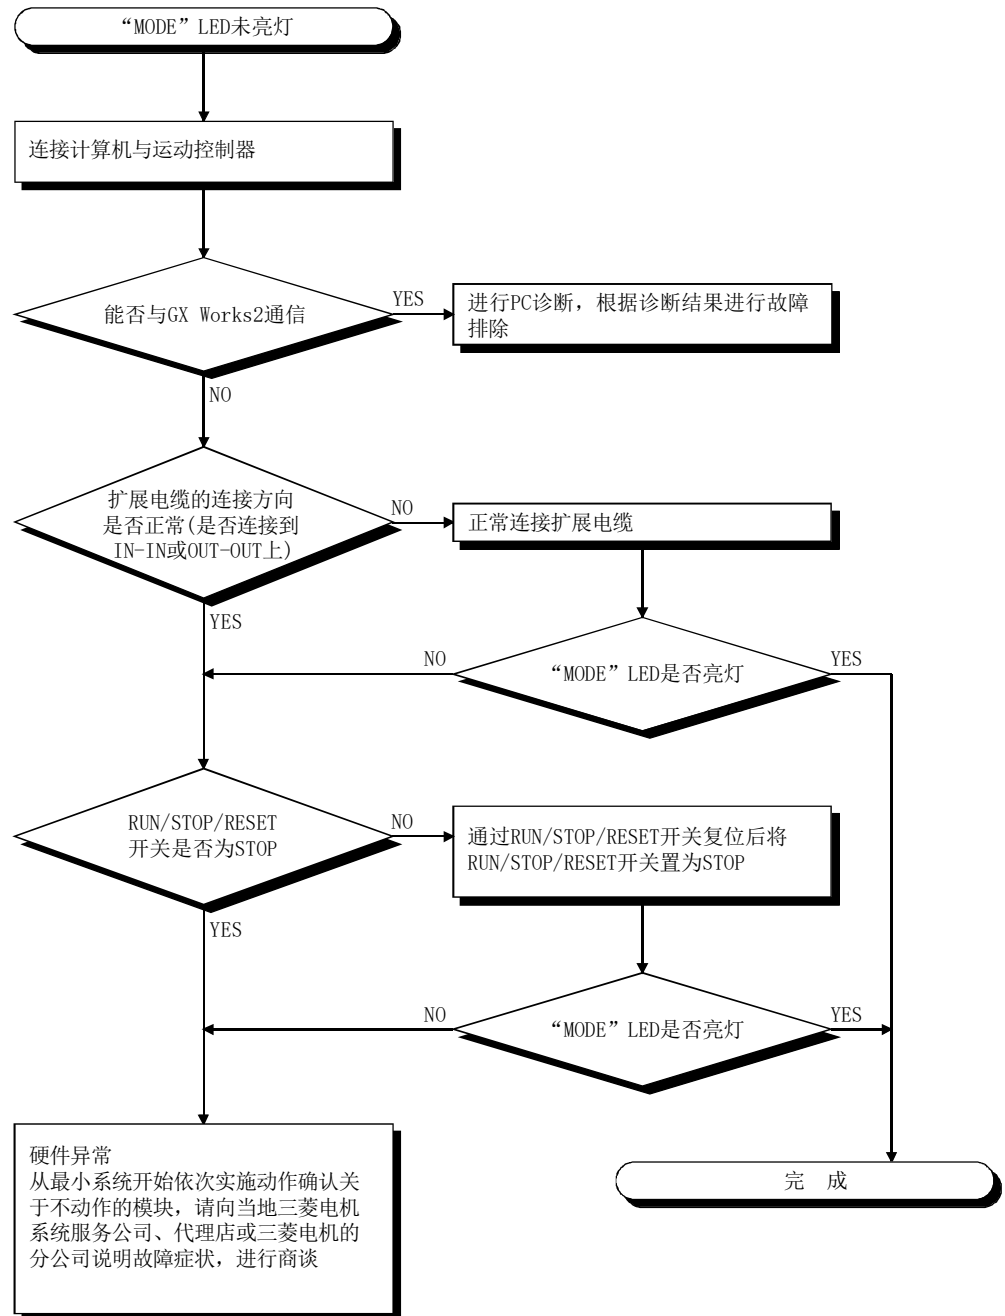 “MODE”LED未亮灯
连接计算机与运动控制器
能否与GX Works2通信
YES
进行PC诊断，根据诊断结果进行故障
排除
NO
扩展电缆的连接方向
是否正常(是否连接到
IN-IN或OUT-OUT上)
NO
正常连接扩展电缆
YES
NO
“MODE”LED是否亮灯
YES
RUN/STOP/RESET
开关是否为STOP
NO
通过RUN/STOP/RESET开关复位后将
RUN/STOP/RESET开关置为STOP
YES
NO
“MODE”LED是否亮灯
YES
硬件异常
从最小系统开始依次实施动作确认关
于不动作的模块，请向当地三菱电机
系统服务公司、代理店或三菱电机的
分公司说明故障症状，进行商谈
完 成